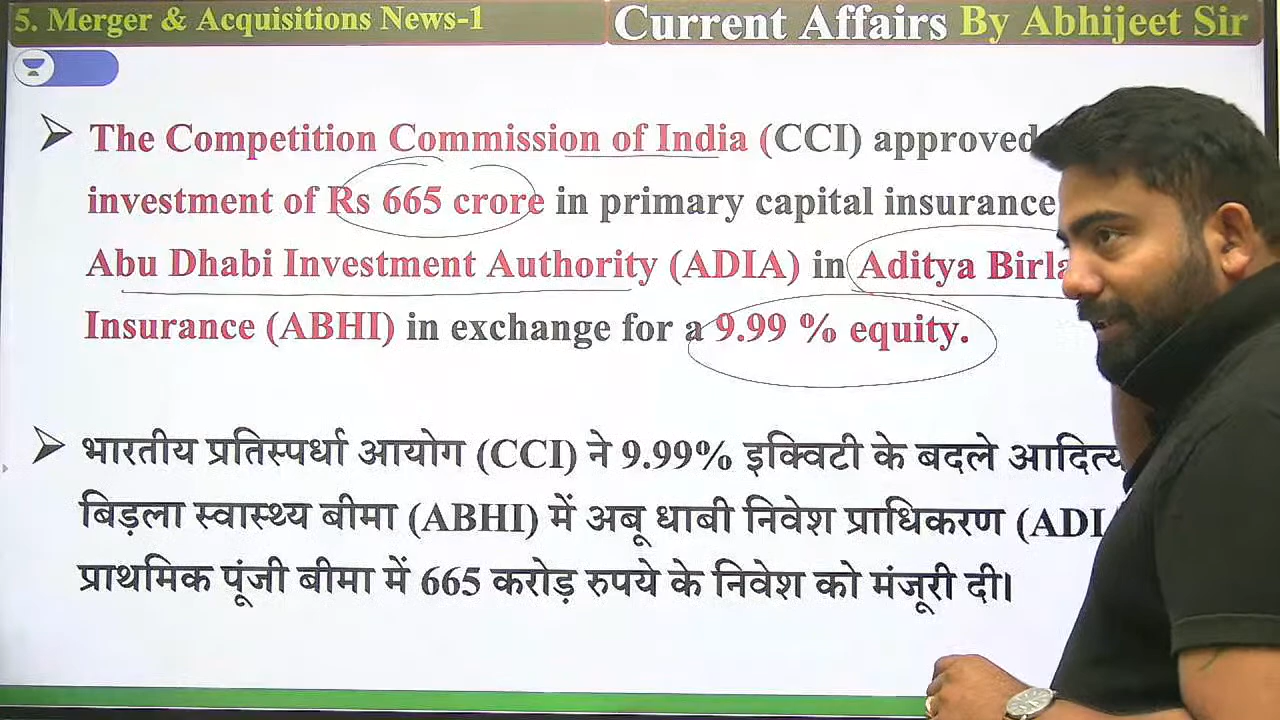 5. Merger & Acquisitions News-1
Current Affairs By Abhijeet Sir
The Competition Commission of India (CCI) approved
investment of Rs 665 crore in primary capital insurance
Abu Dhabi Investment Authority (ADIA) in Aditya Birla
Insurance (ABHI) in exchange for a 9.99 % equity.
भारतीय प्रतिस्पर्धा आयोग (CCI) ने 9.99% इक्विटी के बदले आदित्य
बिड़ला स्वास्थ्य बीमा (ABHI) में अबू धाबी निवेश प्राधिकरण (ADI
प्राथमिक पूंजी बीमा में 665 करोड़ रुपये के निवेश को मंजूरी दी।